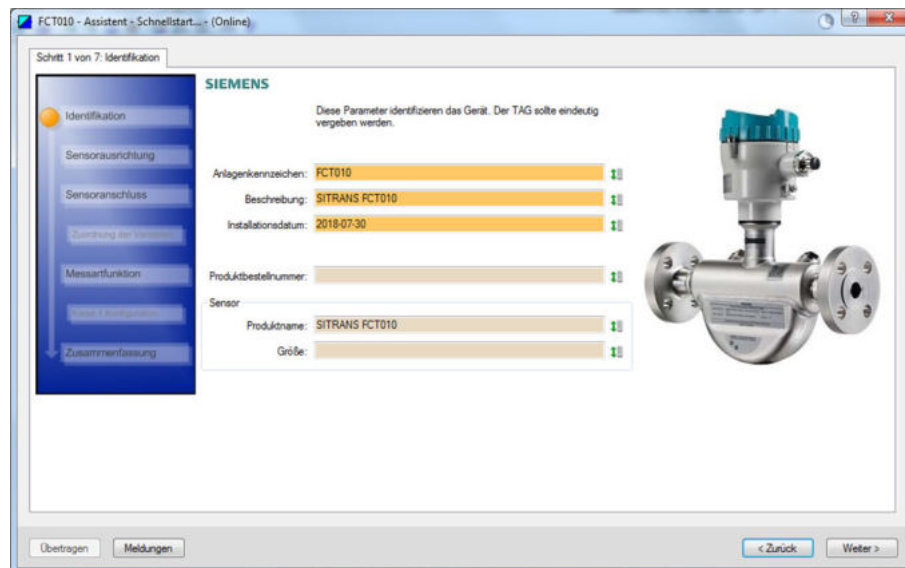 FCT010 - Assistent - Schnellstart... - (Online)
Schritt 1 von 7: Identifikation
SIEMENS
Diese Parameter identifizieren das Gerät. Der TAG sollte eindeutig
vergeben werden.
Identifikation
Sensorausrichtung
Sensoranschluss
Zuordnung der
Messartfunktion
Zusammenfassung
Anlagenkennzeichen: FCT010
Beschreibung: SITRANS FCT010
Installationsdatum: 2018-07-30
Produktbestellnummer:
Sensor
Produktname: SITRANS FCT010
Größe:
Übertragen
Meldungen
< Zurück
Weiter >